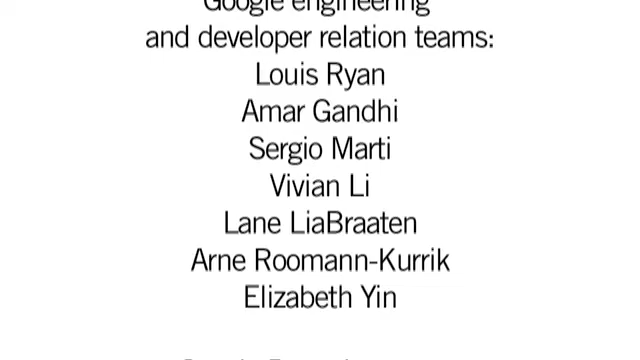 Google engineering
and developer relation teams:
Louis Ryan
Amar Gandhi
Sergio Marti
Vivian Li
Lane LiaBraaten
Arne Roomann-Kurrik
Elizabeth Yin